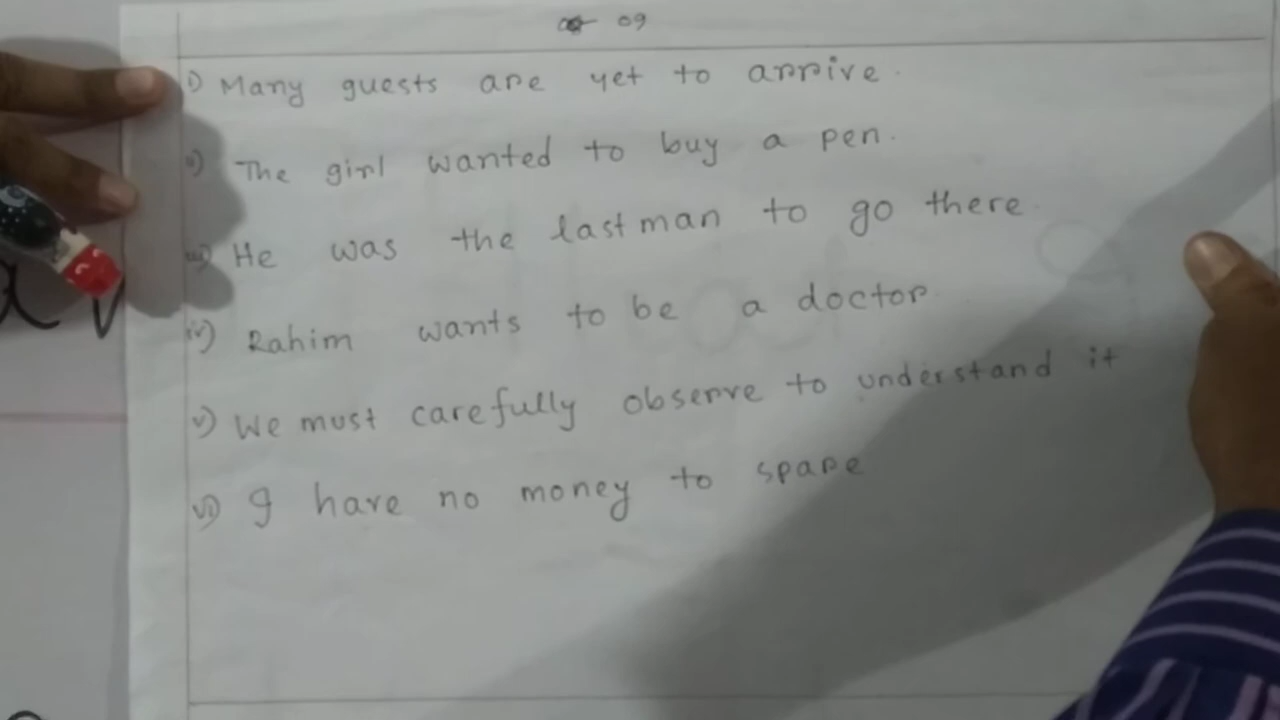 09
i) Many guests are yet to arrive.
ii) The girl wanted to buy a pen.
iii) He was the last man to go there.
iv) Rahim wants to be a doctor.
v) We must carefully observe to understand it
vi) I have no money to spare